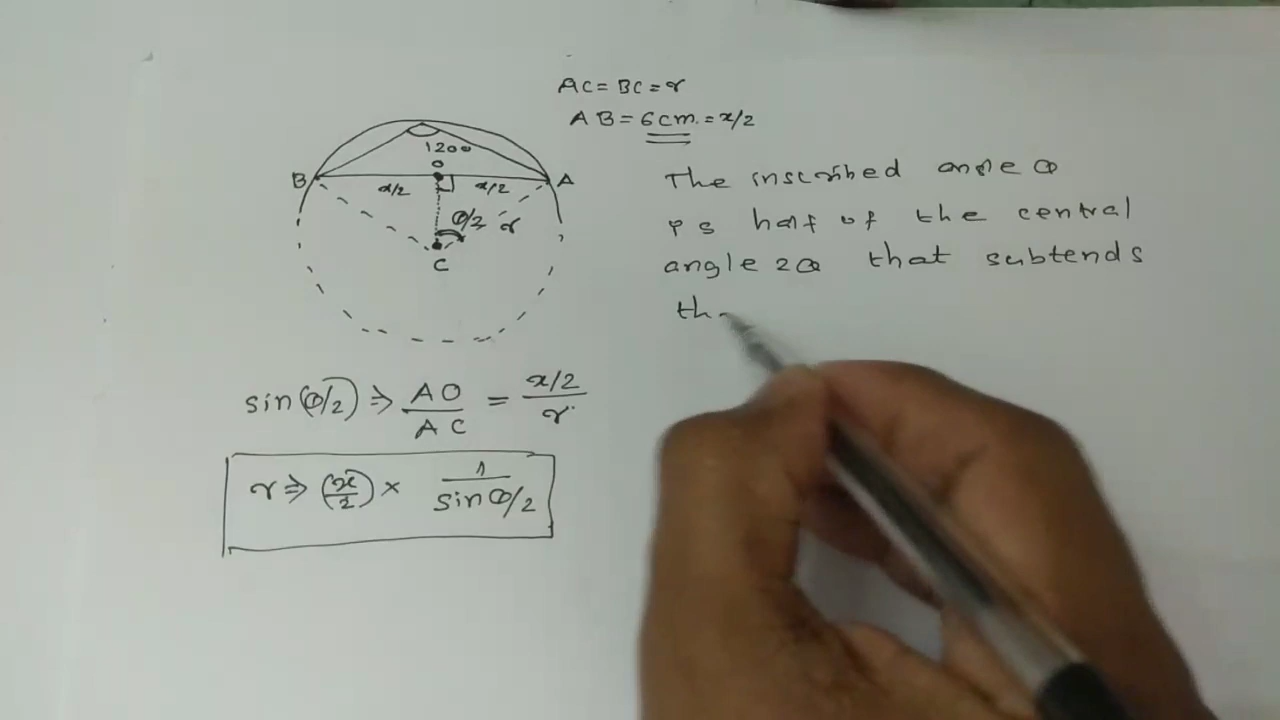 AC = BC = r
AB = 6cm. = x/2
120°
O
B
x/2
x/2
A
θ/2
r
C
The inscribed angle θ
is half of the central
angle 2θ that subtends
th
sin(θ/2) ⇒ AO/AC = x/2/r
r ⇒ (x/2) × 1/sin θ/2